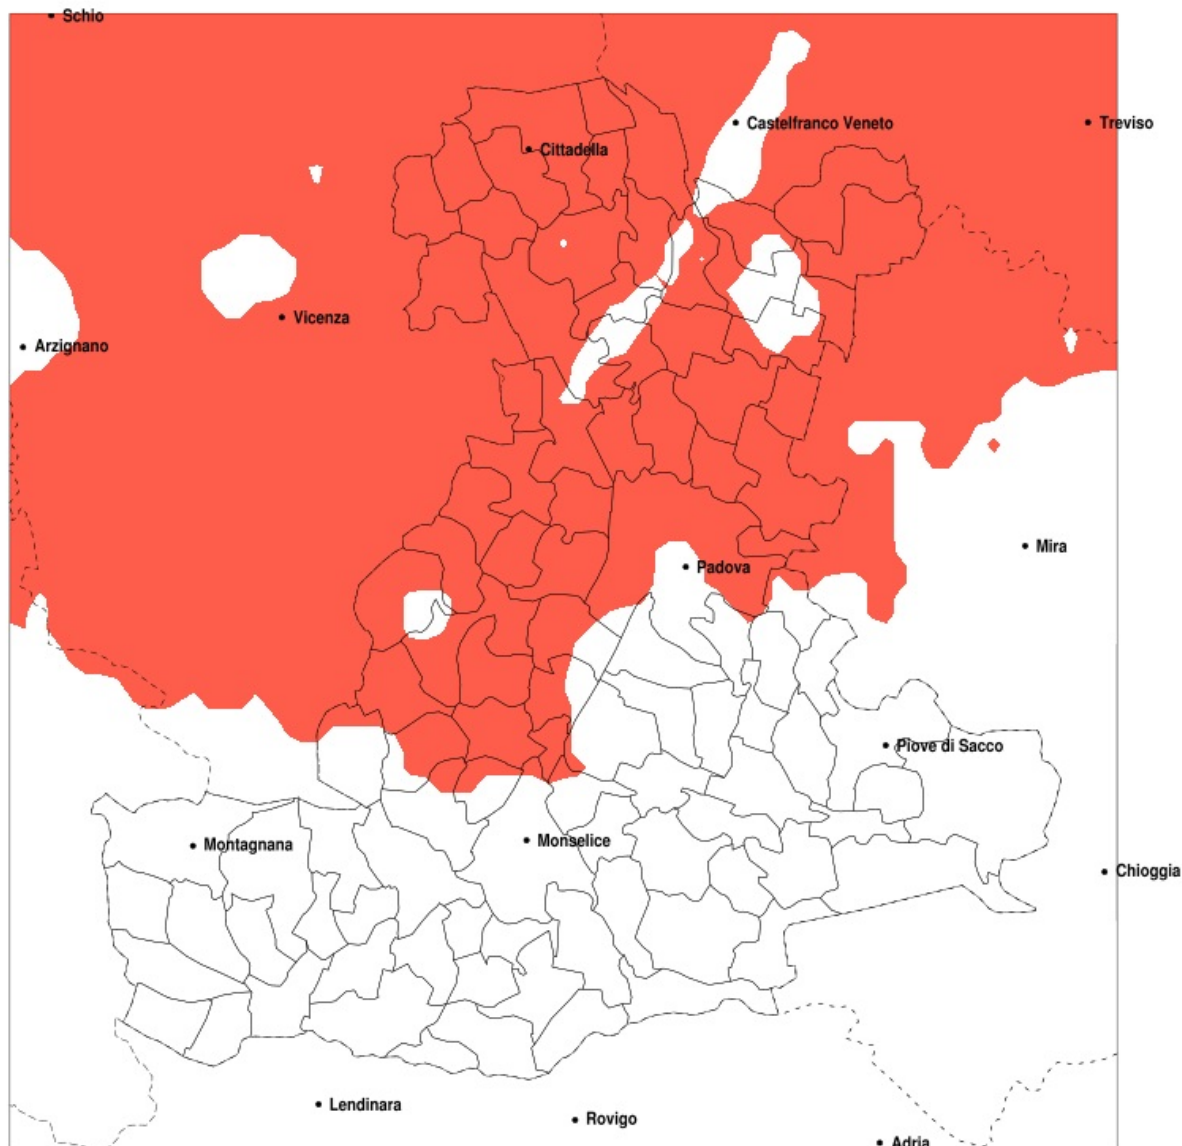 Schio
Castelfranco Veneto
Treviso
Cittadella
Vicenza
Arzignano
Mira
Padova
Piove di Sacco
Monselice
Montagnana
Chioggia
Lendinara
Rovigo
Adria